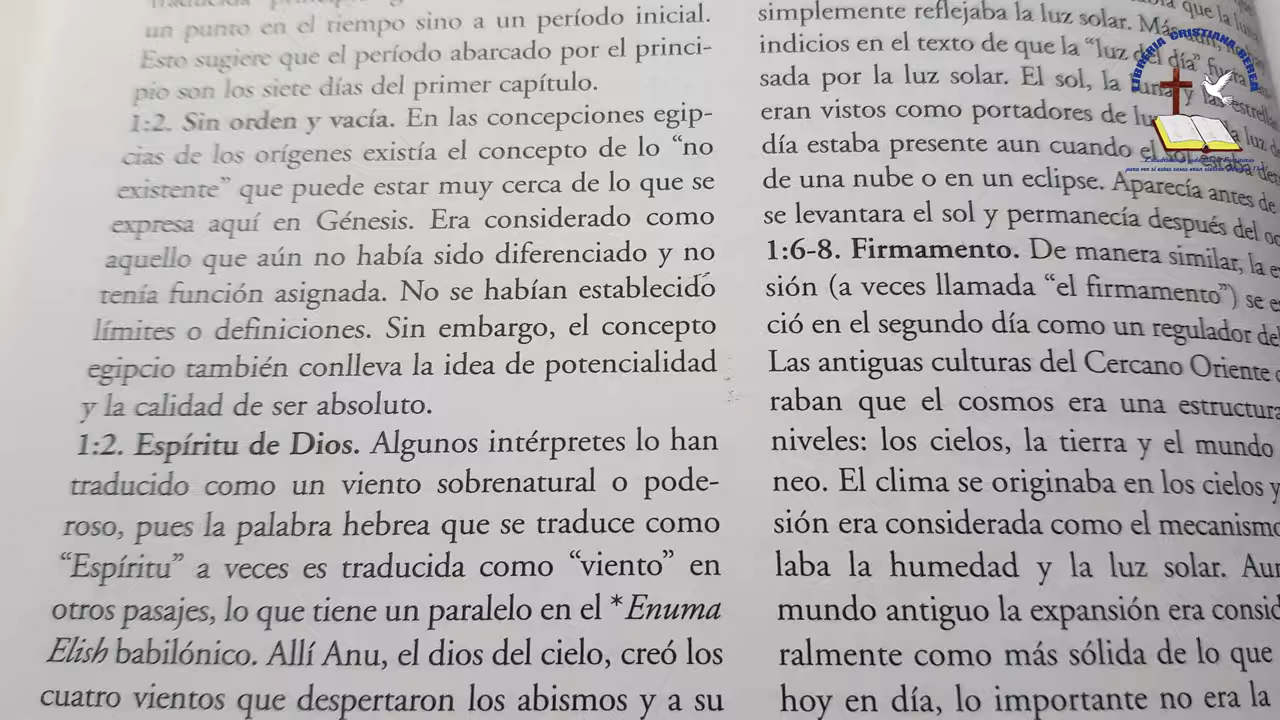 un punto en el tiempo sino a un período inicial.
Esto sugiere que el período abarcado por el princi-
pio son los siete días del primer capítulo.
1:2. Sin orden y vacía. En las concepciones egip-
cias de los orígenes existía el concepto de lo “no
existente” que puede estar muy cerca de lo que se
expresa aquí en Génesis. Era considerado como
aquello que aún no había sido diferenciado y no
tenía función asignada. No se habían establecido
límites o definiciones. Sin embargo, el concepto
egipcio también conlleva la idea de potencialidad
y la calidad de ser absoluto.
1:2. Espíritu de Dios. Algunos intérpretes lo han
traducido como un viento sobrenatural o pode-
roso, pues la palabra hebrea que se traduce como
“Espíritu” a veces es traducida como “viento” en
otros pasajes, lo que tiene un paralelo en el *Enuma
Elish babilónico. Allí Anu, el dios del cielo, creó los
cuatro vientos que despertaron los abismos y a su
que la luna
simplemente reflejaba la luz solar.
indicios en el texto de que la “luz del día” fuera
sada por la luz solar. El sol, la luna y las estrellas
eran vistos como portadores de la luz
día estaba presente aun cuando el sol estaba
de una nube o en un eclipse. Aparecía antes de
se levantara el sol y permanecía después del
1:6-8. Firmamento. De manera similar, la
sión (a veces llamada “el firmamento”) se
ció en el segundo día como un regulador
Las antiguas culturas del Cercano Oriente
raban que el cosmos era una estructura
niveles: los cielos, la tierra y el mundo
neo. El clima se originaba en los cielos y
sión era considerada como el mecanismo
laba la humedad y la luz solar.
mundo antiguo la expansión era
ralmente como más sólida de lo que
hoy en día, lo importante no era la
LIBRERIA CRISTIANA BEREA